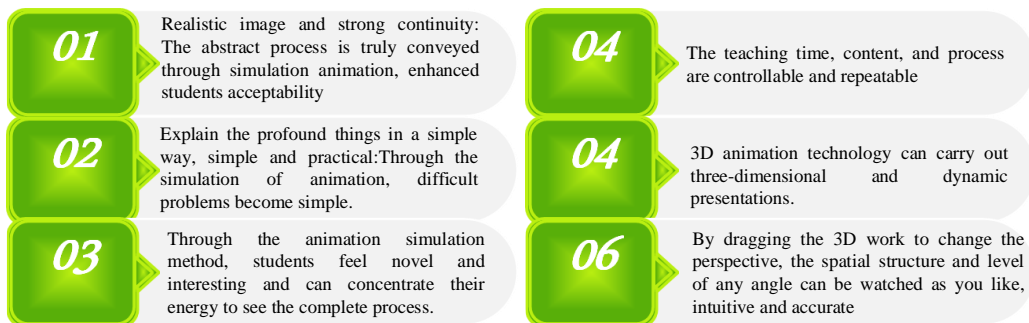 01
Realistic image and strong continuity:
The abstract process is truly conveyed
through simulation animation, enhanced
students acceptability
02
Explain the profound things in a simple
way, simple and practical:Through the
simulation of animation, difficult
problems become simple.
03
Through the animation simulation
method, students feel novel and
interesting and can concentrate their
energy to see the complete process.
04
The teaching time, content, and process
are controllable and repeatable
04
3D animation technology can carry out
three-dimensional and dynamic
presentations.
06
By dragging the 3D work to change the
perspective, the spatial structure and level
of any angle can be watched as you like,
intuitive and accurate